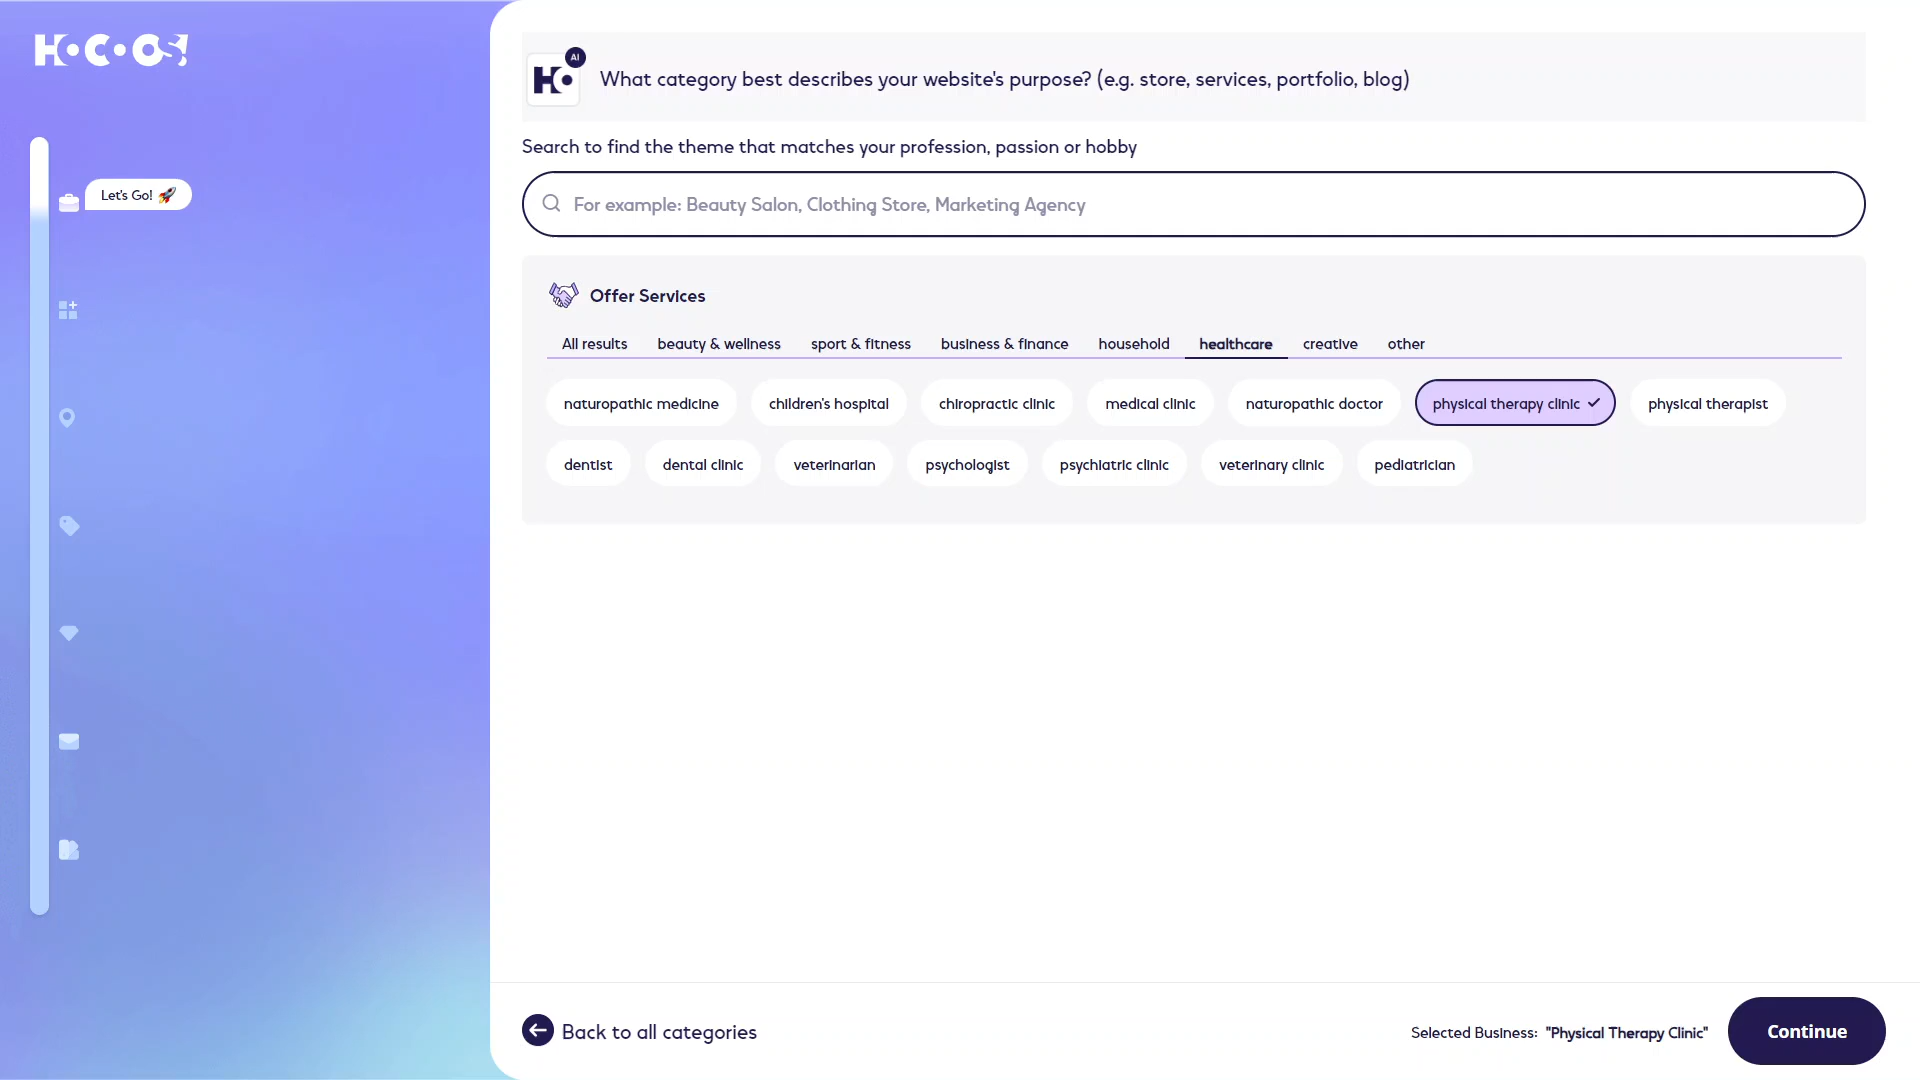 HOCOOS!
AI
HO
What category best describes your website's purpose? (e.g. store, services, portfolio, blog)
Search to find the theme that matches your profession, passion or hobby
Let's Go! 🚀
For example: Beauty Salon, Clothing Store, Marketing Agency
Offer Services
All results beauty & wellness sport & fitness business & finance household healthcare creative other
naturopathic medicine children's hospital chiropractic clinic medical clinic naturopathic doctor physical therapy clinic physical therapist
dentist dental clinic veterinarian psychologist psychiatric clinic veterinary clinic pediatrician
Back to all categories
Selected Business: "Physical Therapy Clinic"
Continue